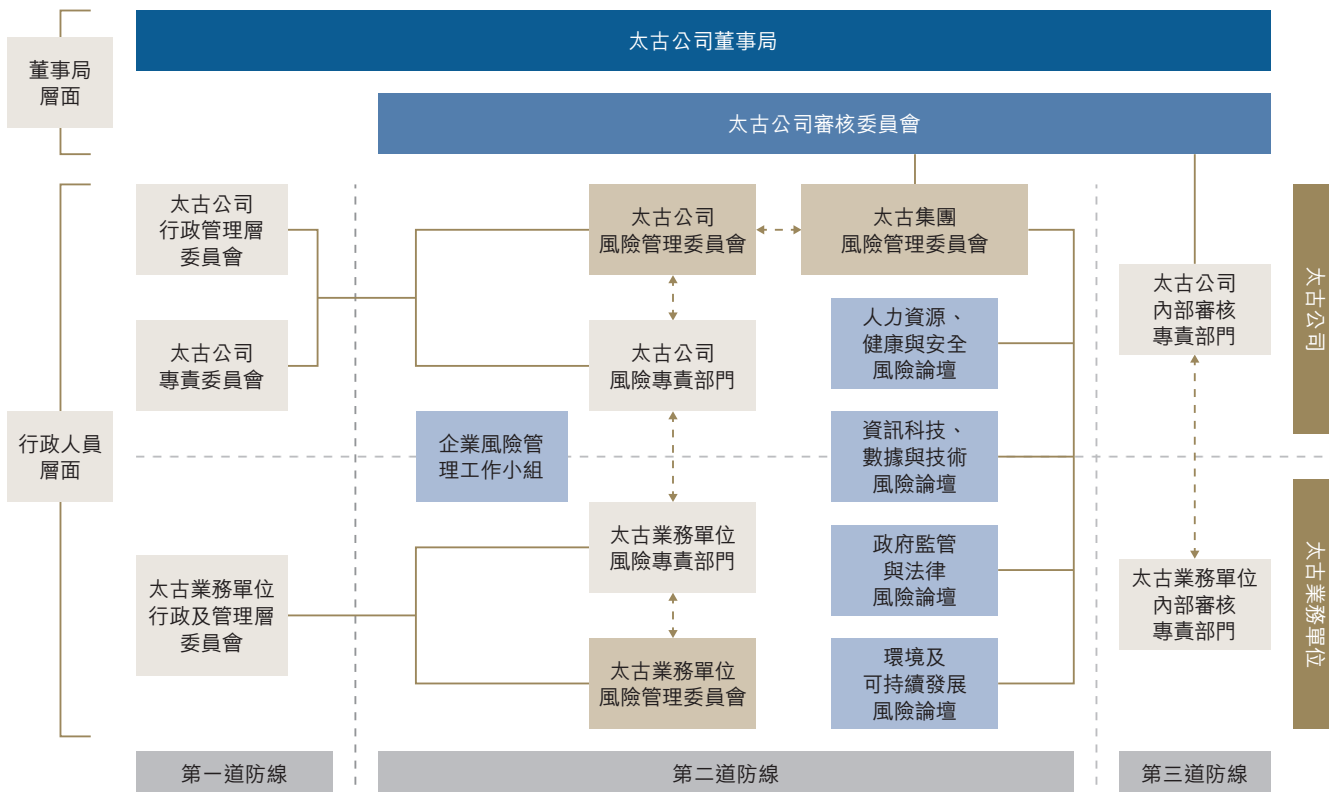 太古公司董事局
董事局
層面
太古公司審核委員會
太古公司
行政管理層
委員會
太古公司
風險管理委員會
太古集團
風險管理委員會
太古公司
內部審核
專責部門
太古公司
人力資源、
健康與安全
風險論壇
太古公司
專責委員會
太古公司
風險專責部門
行政人員
層面
企業風險管
理工作小組
資訊科技、
數據與技術
風險論壇
太古業務單位
風險專責部門
政府監管
與法律
風險論壇
太古業務單位
行政及管理層
委員會
太古業務單位
內部審核
專責部門
太古業務單位
太古業務單位
風險管理委員會
環境及
可持續發展
風險論壇
第一道防線
第二道防線
第三道防線